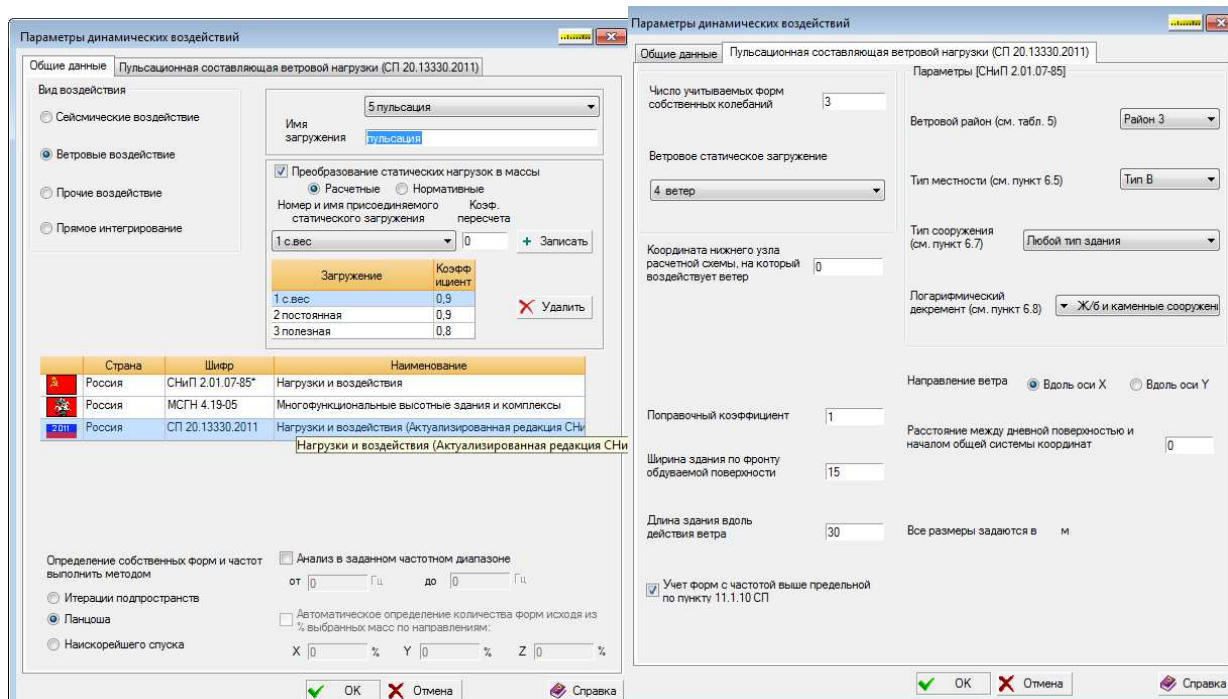 Параметры динамических воздействий
Общие данные
Пульсационная составляющая ветровой нагрузки (СП 20.13330.2011)
Вид воздействия
Сейсмические воздействие
Ветровые воздействие
Прочие воздействие
Прямое интегрирование
5 пульсация
Имя
загружения
пульсация
Преобразование статических нагрузок в массы
Расчетные
Нормативные
Номер и имя присоединяемого
статического загружения
Коэф.
пересчета
1 с.вес
0
Записать
Загружение
Коэфф
ициент
1 с.вес 0,9
2 постоянная 0,9
3 полезная 0,8
Удалить
Страна Шифр Наименование
Россия СНиП 2.01.07-85* Нагрузки и воздействия
Россия МСГН 4.19-05 Многофункциональные высотные здания и комплексы
2011 Россия СП 20.13330.2011 Нагрузки и воздействия (Актуализированная редакция СНи
Нагрузки и воздействия (Актуализированная редакция СНи
Определение собственных форм и частот
выполнить методом
Итерации подпространств
Ланцоша
Наискорейшего спуска
Анализ в заданном частотном диапазоне
от 0 Гц до 0 Гц
Автоматическое определение количества форм исходя из
% выбранных масс по направлениям:
X 0 % Y 0 % Z 0 %
OK
Отмена
Справка
Параметры динамических воздействий
Общие данные
Пульсационная составляющая ветровой нагрузки (СП 20.13330.2011)
Число учитываемых форм
собственных колебаний
3
Ветровое статическое загружение
4 ветер
Координата нижнего узла
расчетной схемы, на который
воздействует ветер
0
Поправочный коэффициент
1
Ширина здания по фронту
обдуваемой поверхности
15
Длина здания вдоль
действия ветра
30
Учет форм с частотой выше предельной
по пункту 11.1.10 СП
Параметры [СНиП 2.01.07-85]
Ветровой район (см. табл. 5)
Район 3
Тип местности (см. пункт 6.5)
Тип B
Тип сооружения
(см. пункт 6.7)
Любой тип здания
Логарифмический
декремент (см. пункт 6.8)
Ж/б и каменные сооружени
Направление ветра
Вдоль оси X
Вдоль оси Y
Расстояние между дневной поверхностью и
началом общей системы координат
0
Все размеры задаются в м
OK
Отмена
Справка